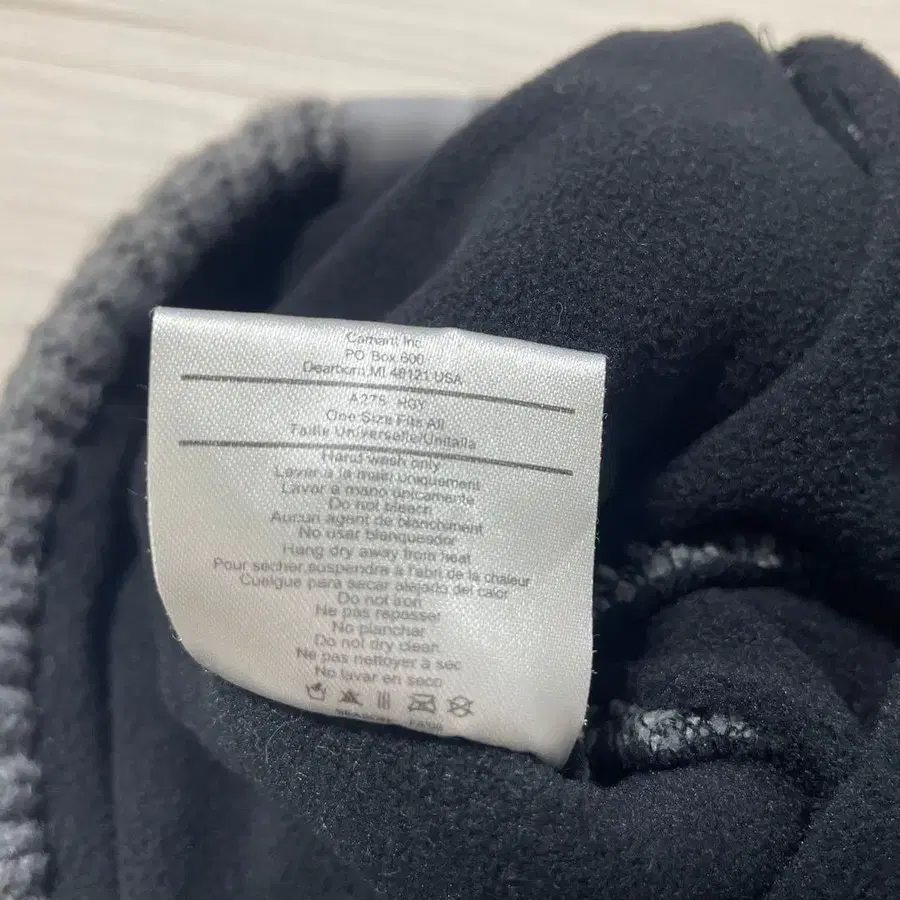 Carhartt Inc.
PO Box 600
Dearborn, MI 48121 USA
A275 HGY
One Size Fits All
Taille Universelle/Unitalla
Hand wash only
Laver à la main uniquement
Lavar a mano unicamente
Do not bleach
Aucun agent de blanchiment
No usar blanqueador
Hang dry away from heat
Pour sécher suspendre à l'abri de la chaleur
Cuelgue para secar alejado del calor
Do not iron
Ne pas repasser
No planchar
Do not dry clean
Ne pas nettoyer à sec
No lavar en seco